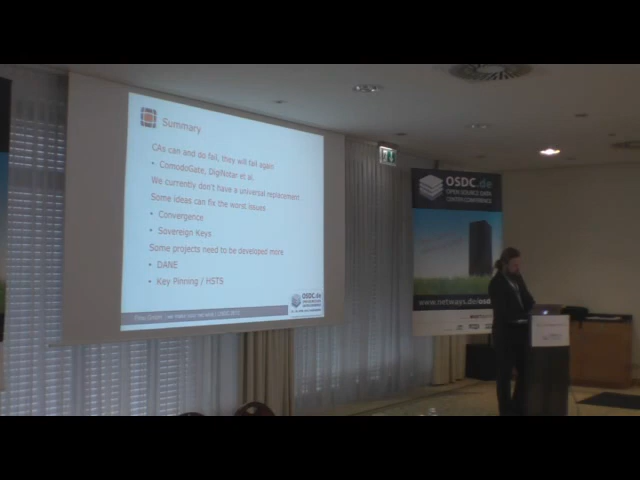 Summary
CAs can and do fail, they will fail again
• ComodoGate, DigiNotar et al.
We currently don't have a universal replacement
Some ideas can fix the worst issues
• Convergence
• Sovereign Keys
Some projects need to be developed more
• DANE
• Key Pinning / HSTS
OSDC.de
OSDC.de
OPEN SOURCE DATA
CENTER CONFERENCE
www.netways.de/osd